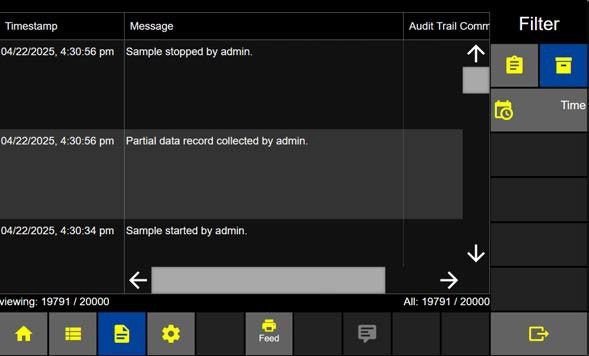 Timestamp Message Audit Trail Comm
Filter
04/22/2025, 4:30:56 pm Sample stopped by admin.
Time
04/22/2025, 4:30:56 pm Partial data record collected by admin.
04/22/2025, 4:30:34 pm Sample started by admin.
viewing: 19791 / 20000 All: 19791 / 20000
Feed